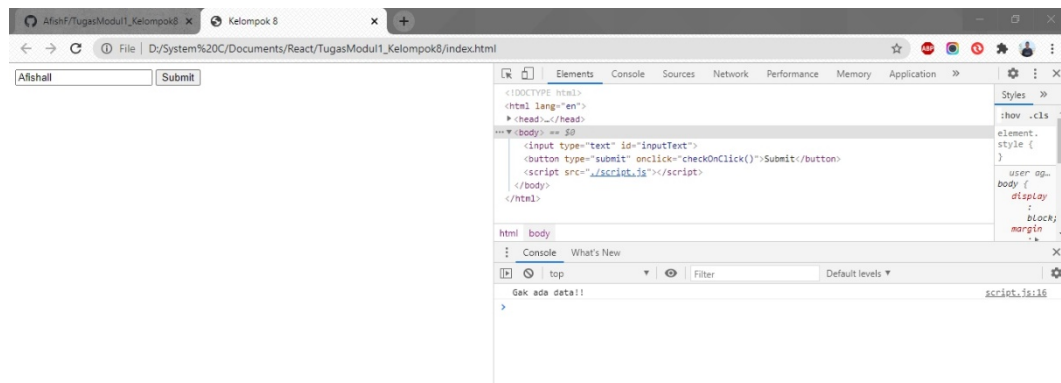 AfishF/TugasModul1_Kelompok8
Kelompok 8
File | D:/System%20C/Documents/React/TugasModul1_Kelompok8/index.html
ABP
Afishall
Submit
Elements Console Sources Network Performance Memory Application »
<!DOCTYPE html>
<html lang="en">
<head>…</head>
<body> == $0
<input type="text" id="inputText">
<button type="submit" onclick="checkOnClick()">Submit</button>
<script src="./script.js"></script>
</body>
</html>
html body
Styles »
:hov .cls
element.
style {
}
user ag…
body {
display
:
block;
margin
Console What's New
top Filter Default levels ▼
Gak ada data!! script.js:16
>